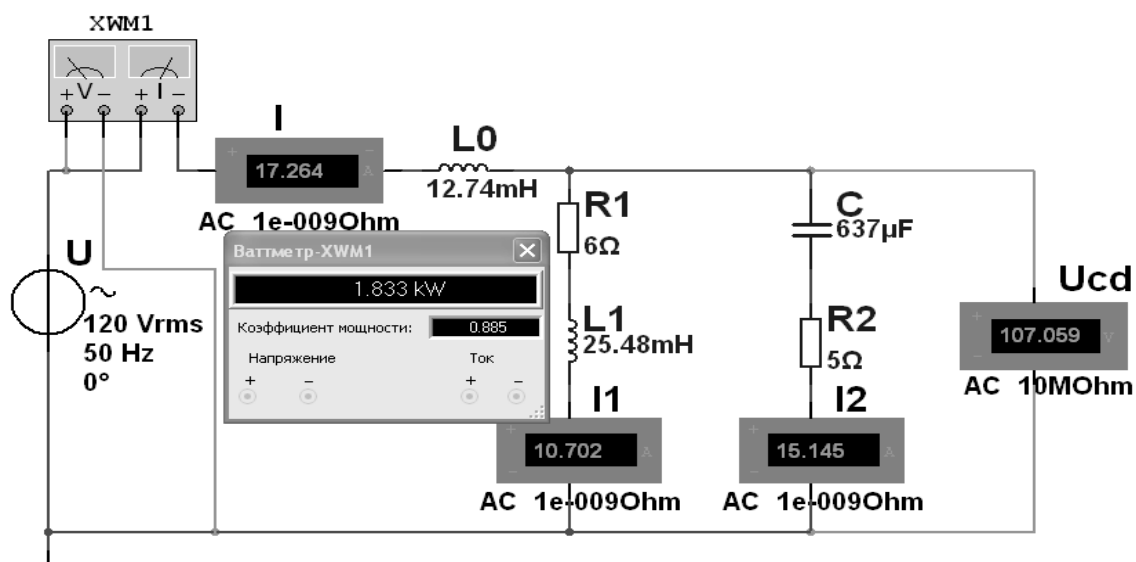 XWM1
+ V − + I −
I
17.264
A
AC 1e-009Ohm
L0
12.74mH
U
120 Vrms
50 Hz
0°
Ваттметр-XWM1
1.833 kW
Коэффициент мощности: 0.885
Напряжение Ток
+ − + −
R1
6Ω
L1
25.48mH
I1
10.702
A
AC 1e-009Ohm
C
637µF
R2
5Ω
I2
15.145
A
AC 1e-009Ohm
Ucd
107.059
V
AC 10MOhm